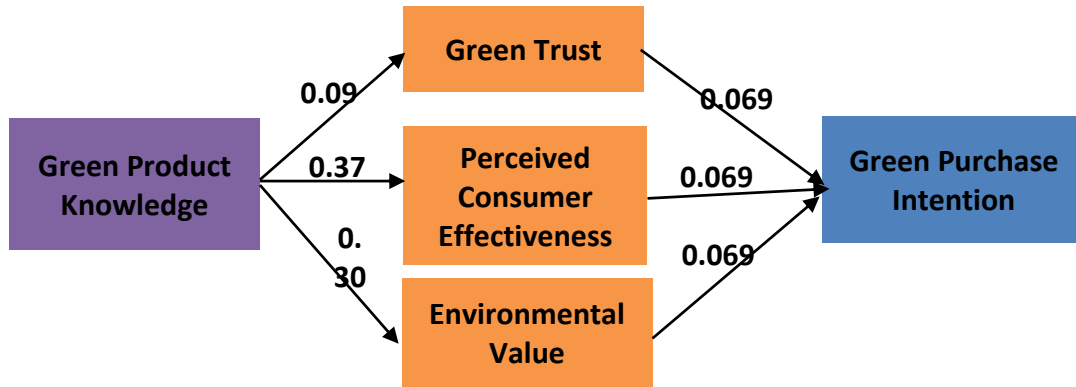 Green Trust
0.09
0.069
Green Product
Knowledge
0.37
Perceived
Consumer
Effectiveness
0.069
Green Purchase
Intention
0.
30
0.069
Environmental
Value